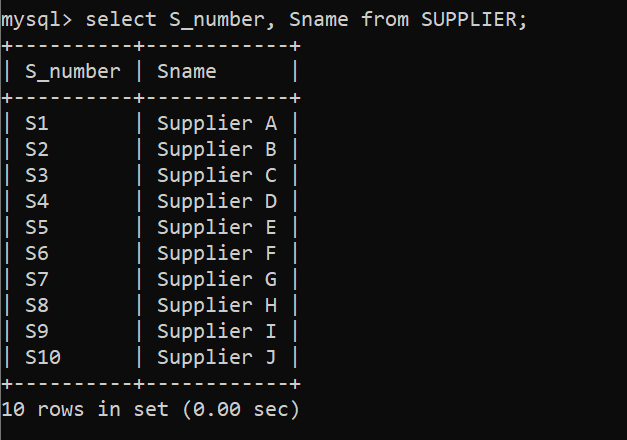 mysql> select S_number, Sname from SUPPLIER;
+----------+------------+
| S_number | Sname      |
+----------+------------+
| S1       | Supplier A |
| S2       | Supplier B |
| S3       | Supplier C |
| S4       | Supplier D |
| S5       | Supplier E |
| S6       | Supplier F |
| S7       | Supplier G |
| S8       | Supplier H |
| S9       | Supplier I |
| S10      | Supplier J |
+----------+------------+
10 rows in set (0.00 sec)